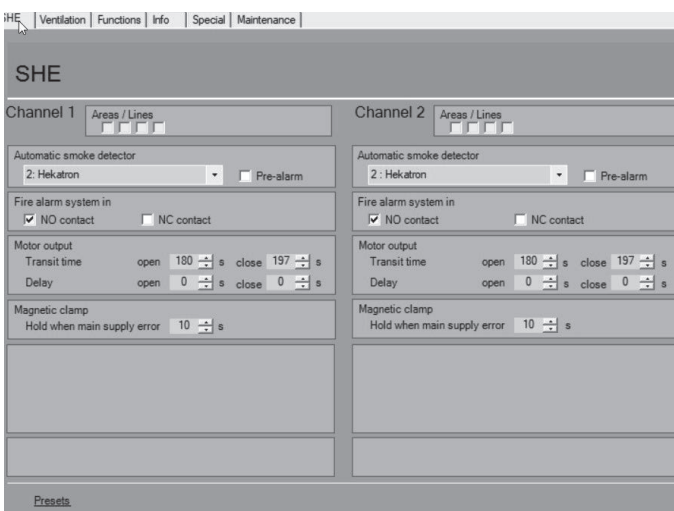 SHE Ventilation Functions Info Special Maintenance
SHE
Channel 1 Areas / Lines
Automatic smoke detector
2: Hekatron Pre-alarm
Fire alarm system in
NO contact NC contact
Motor output
Transit time open 180 s close 197 s
Delay open 0 s close 0 s
Magnetic clamp
Hold when main supply error 10 s
Channel 2 Areas / Lines
Automatic smoke detector
2 : Hekatron Pre-alarm
Fire alarm system in
NO contact NC contact
Motor output
Transit time open 180 s close 197 s
Delay open 0 s close 0 s
Magnetic clamp
Hold when main supply error 10 s
Presets